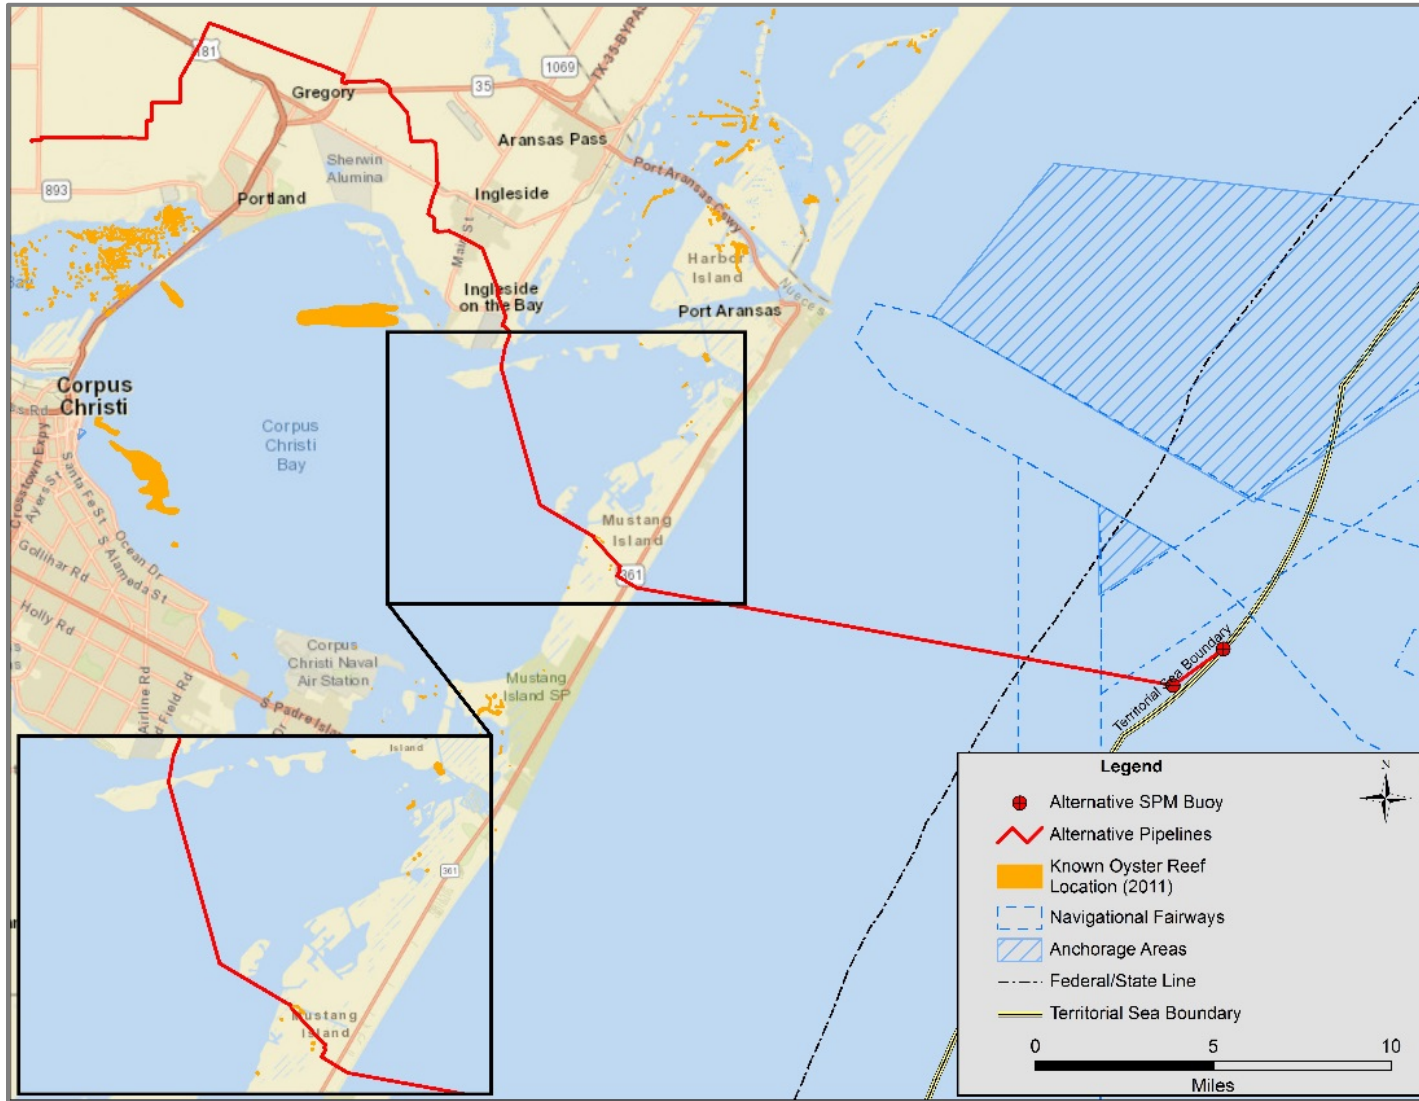 181
Gregory
35
1069
TX-35-BYPAS
Aransas Pass
Sherwin
Alumina
Ingleside
893
Portland
Main St
Port Aransas Cswy
Harbor
Island
Nueces
Ingleside
on the Bay
Port Aransas
Corpus
Christi
Corpus
Christi
Bay
Crosstown Expy
Ayers St
Santa Fe St
S Alameda St
Ocean Dr
Gollihar Rd
Holly Rd
Airline Rd
d Field Rd
Mustang
Island
361
Corpus
Christi Naval
Air Station
S Padre Isla
Dr
Mustang
Island SP
Territorial Sea Boundary
Island
361
Mustang
Island
Legend
N
Alternative SPM Buoy
Alternative Pipelines
Known Oyster Reef
Location (2011)
Navigational Fairways
Anchorage Areas
Federal/State Line
Territorial Sea Boundary
0 5 10
Miles